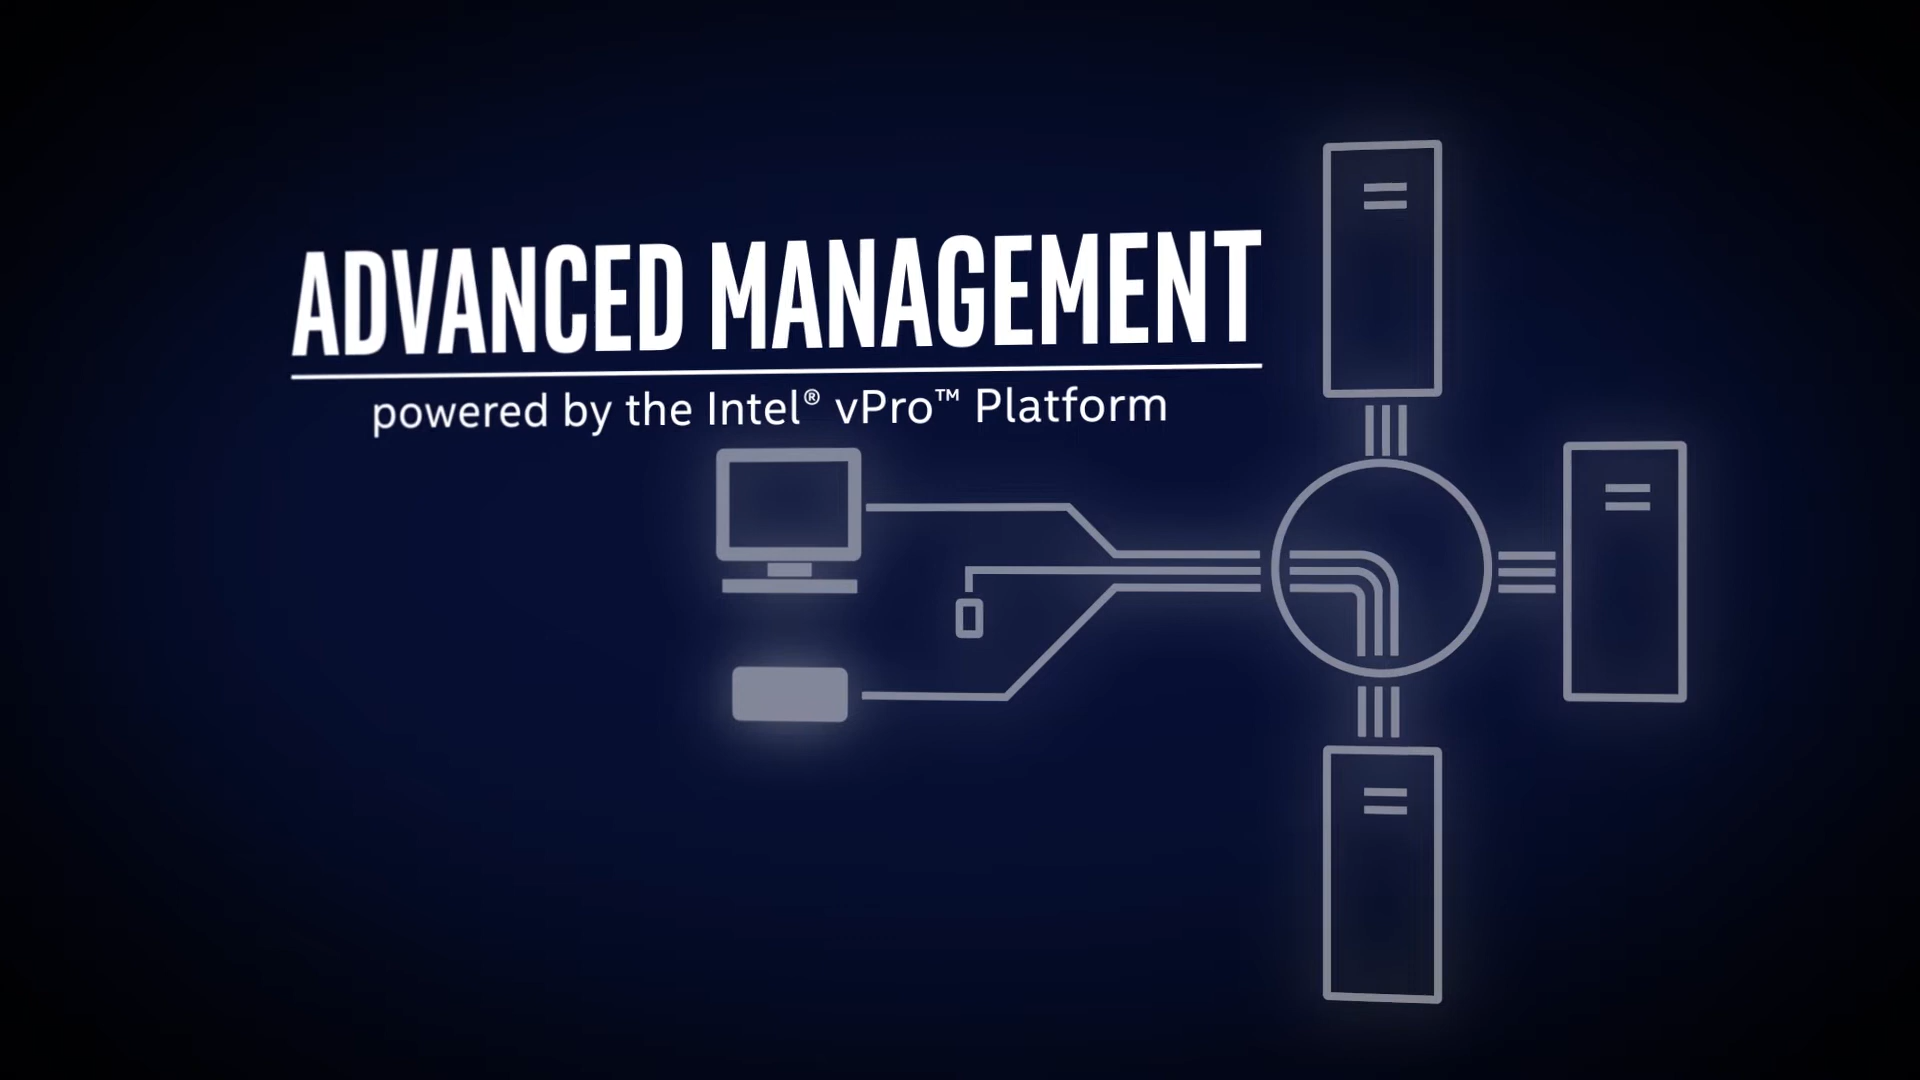 ADVANCED MANAGEMENT
powered by the Intel® vPro™ Platform